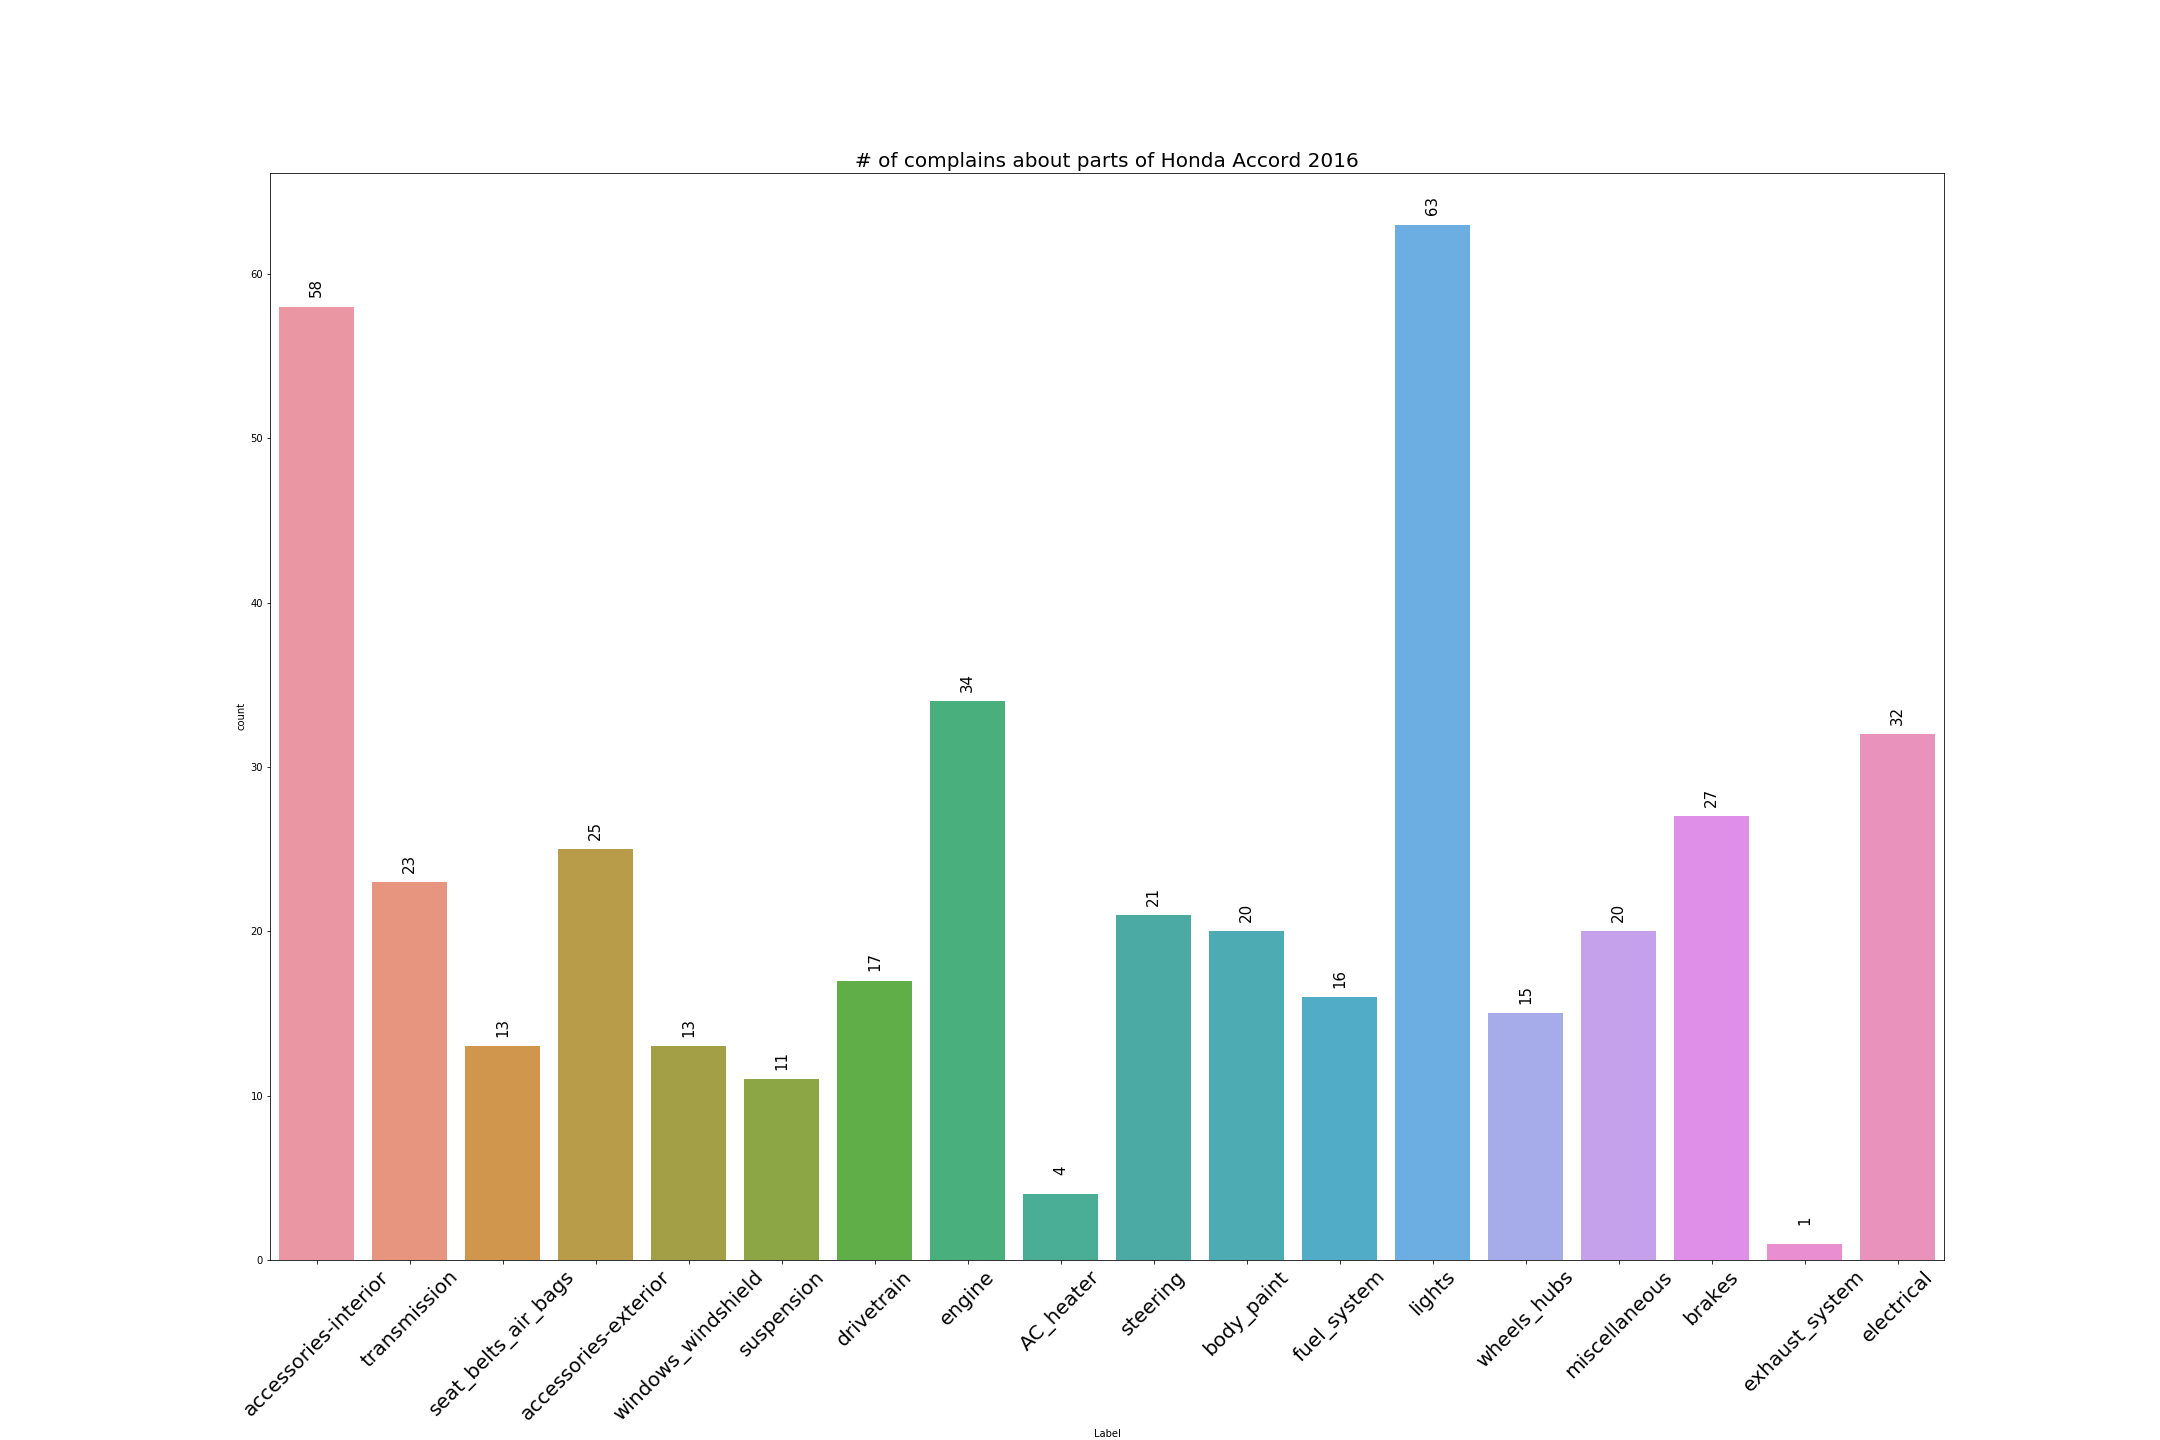 # of complains about parts of Honda Accord 2016
63
60
58
50
40
34
count
32
30
27
25
23
21
20
20
20
17
16
15
13
13
11
10
4
1
0
accessories-interior
transmission
seat_belts_air_bags
accessories-exterior
windows_windshield
suspension
drivetrain
engine
AC_heater
steering
body_paint
fuel_system
lights
wheels_hubs
miscellaneous
brakes
exhaust_system
electrical
Label